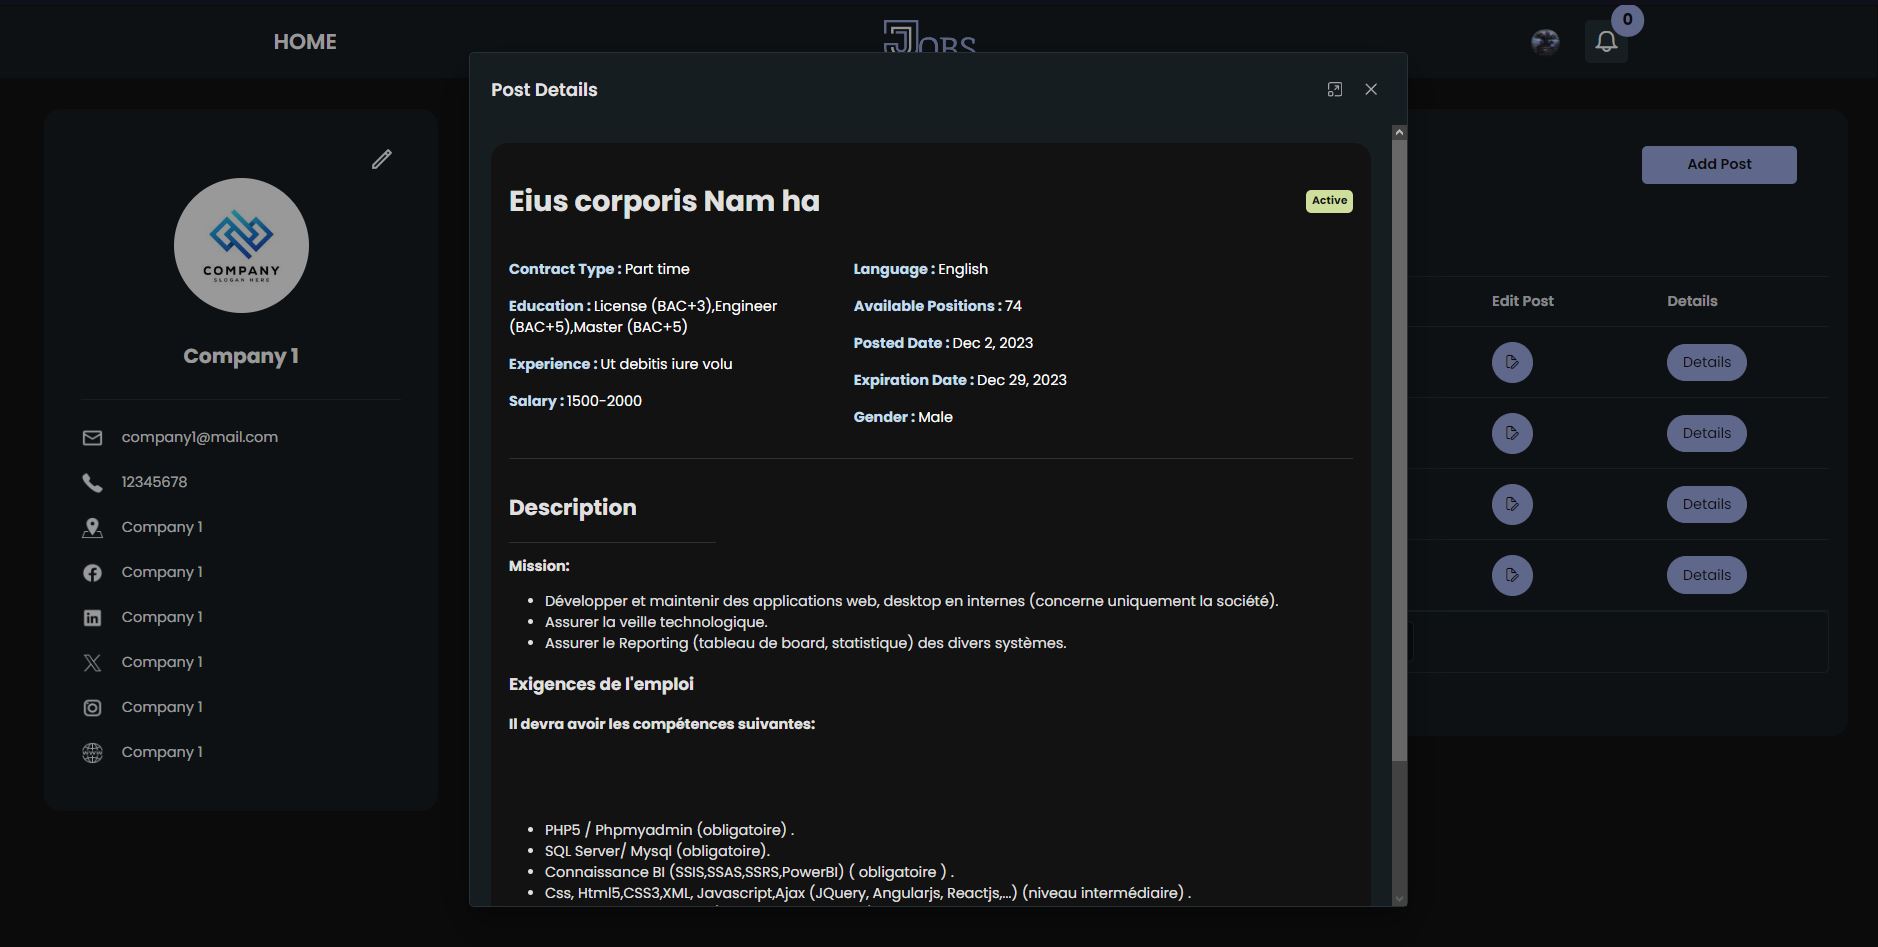 HOME
JOBS
0
Post Details
Add Post
Eius corporis Nam ha
Active
COMPANY
SLOGAN HERE
Company 1
company1@mail.com
12345678
Company 1
Company 1
Company 1
Company 1
Company 1
Company 1
Contract Type : Part time
Education : License (BAC+3),Engineer
(BAC+5),Master (BAC+5)
Experience : Ut debitis iure volu
Salary : 1500-2000
Language : English
Available Positions : 74
Posted Date : Dec 2, 2023
Expiration Date : Dec 29, 2023
Gender : Male
Description
Mission:
• Développer et maintenir des applications web, desktop en internes (concerne uniquement la société).
• Assurer la veille technologique.
• Assurer le Reporting (tableau de board, statistique) des divers systèmes.
Exigences de l'emploi
Il devra avoir les compétences suivantes:
• PHP5 / Phpmyadmin (obligatoire) .
• SQL Server/ Mysql (obligatoire).
• Connaissance BI (SSIS,SSAS,SSRS,PowerBI) ( obligatoire ) .
• Css, Html5,CSS3,XML, Javascript,Ajax (JQuery, Angularjs, Reactjs,...) (niveau intermédiaire) .
Edit Post Details
Details
Details
Details
Details